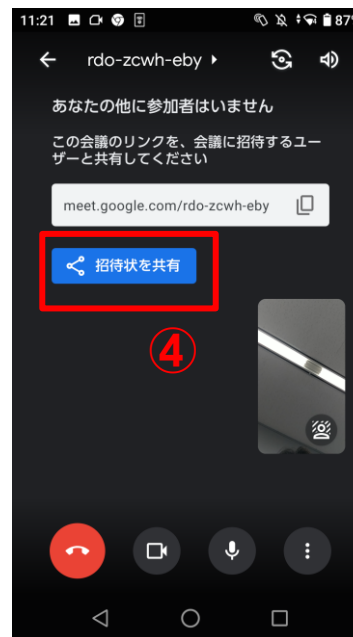 11:21 87%
rdo-zcwh-eby
あなたの他に参加者はいません
この会議のリンクを、会議に招待するユー
ザーと共有してください
meet.google.com/rdo-zcwh-eby
招待状を共有
④